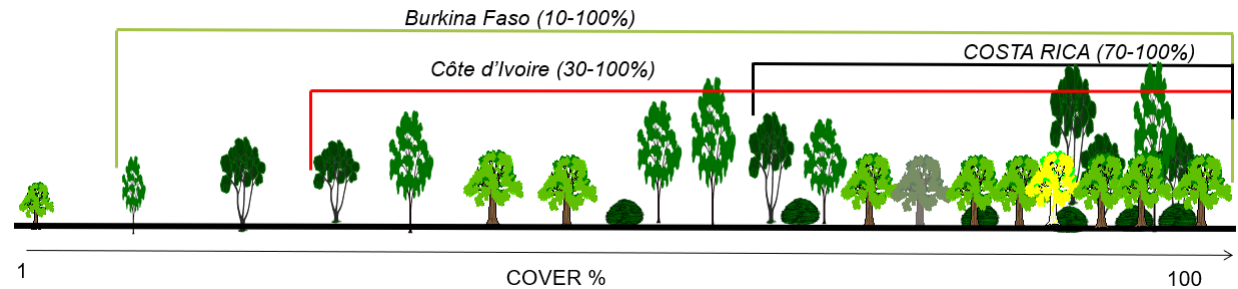 Burkina Faso (10-100%)
COSTA RICA (70-100%)
Côte d'Ivoire (30-100%)
1
COVER %
100